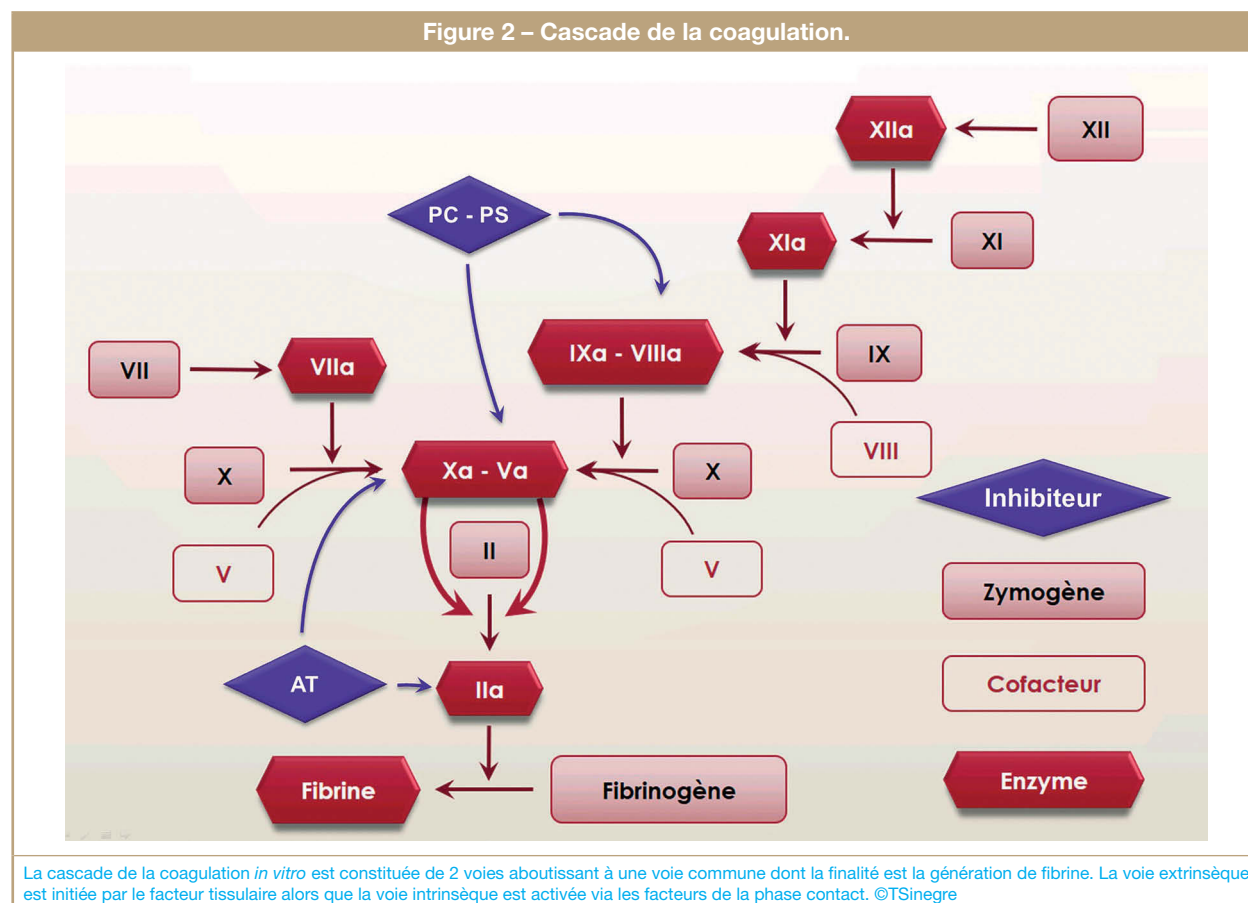 Figure 2 – Cascade de la coagulation.
XIIa
XII
PC - PS
XIa
XI
VII
VIIa
IXa - VIIIa
IX
VIII
X
Xa - Va
X
Inhibiteur
II
V
V
Zymogène
AT
IIa
Cofacteur
Fibrine
Fibrinogène
Enzyme
La cascade de la coagulation in vitro est constituée de 2 voies aboutissant à une voie commune dont la finalité est la génération de fibrine. La voie extrinsèque
est initiée par le facteur tissulaire alors que la voie intrinsèque est activée via les facteurs de la phase contact. ©TSinegre